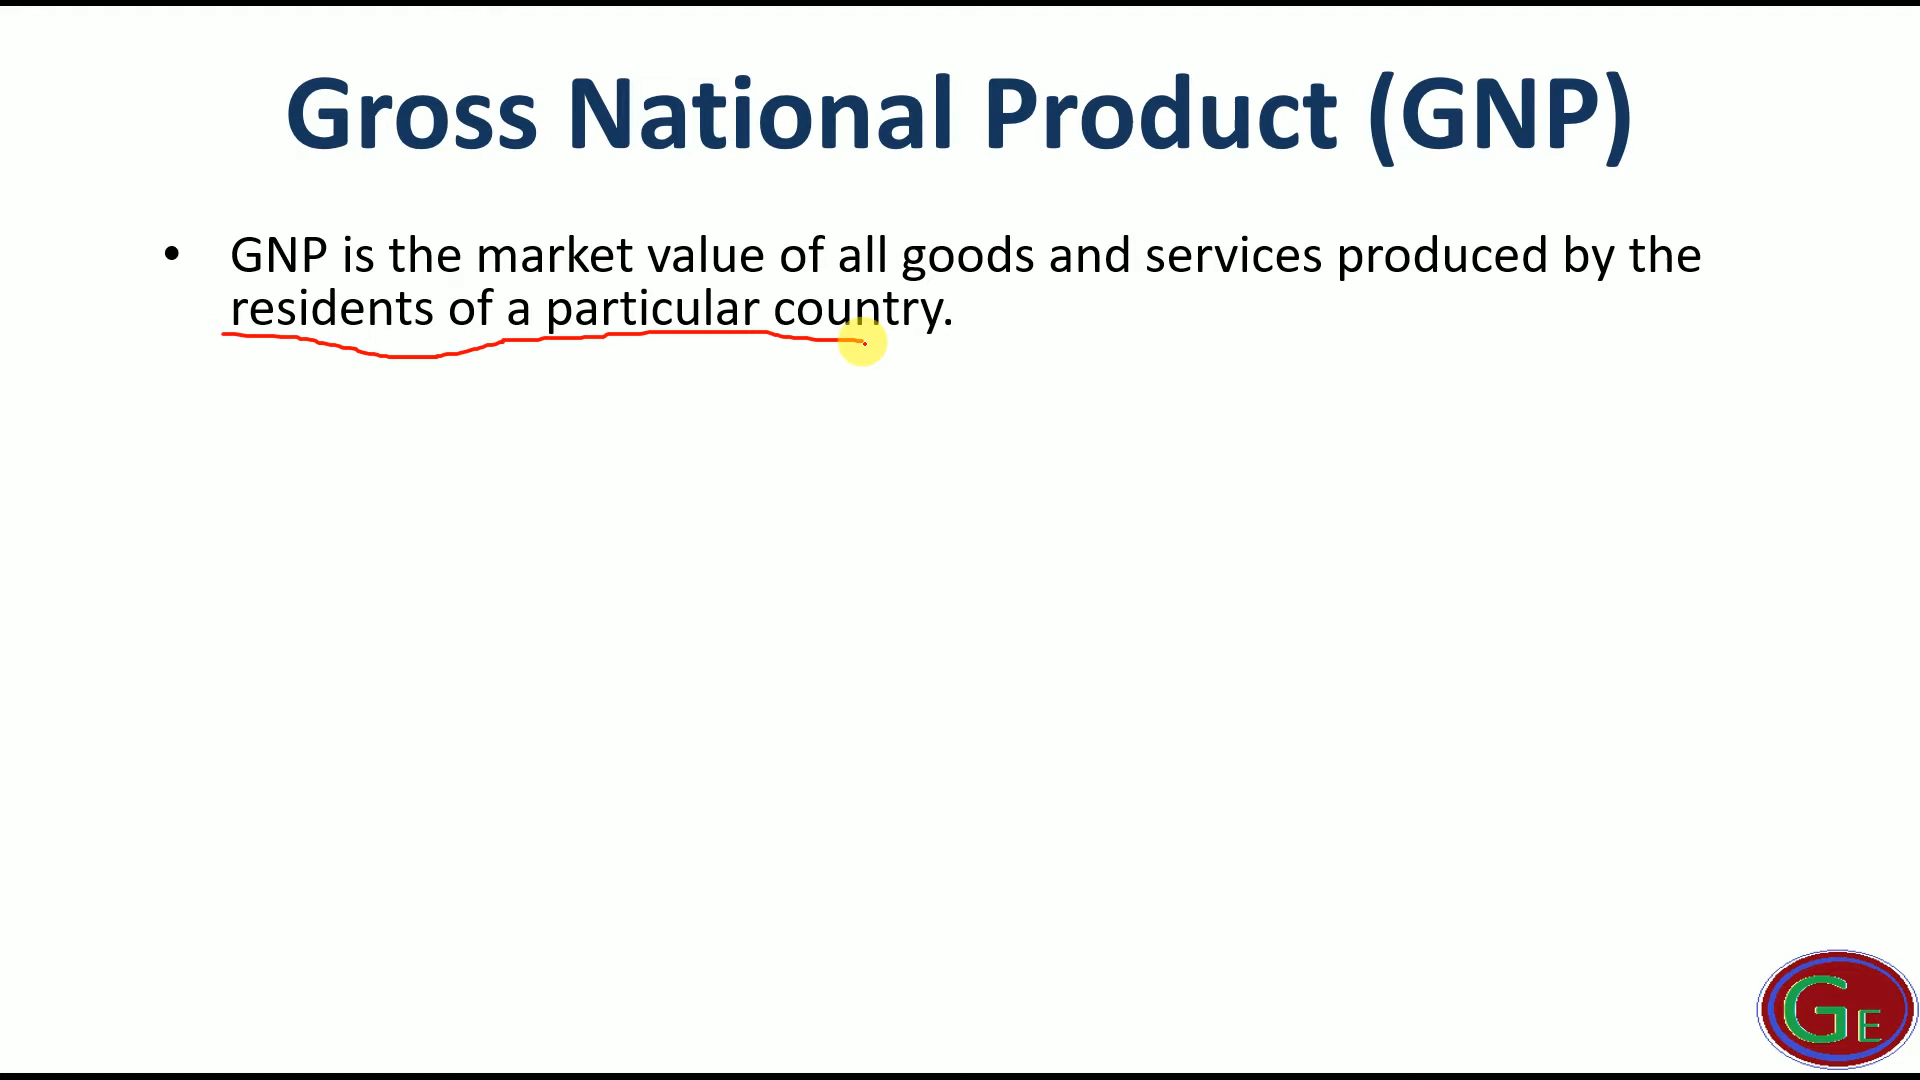 Gross National Product (GNP)
• GNP is the market value of all goods and services produced by the
residents of a particular country.
GE